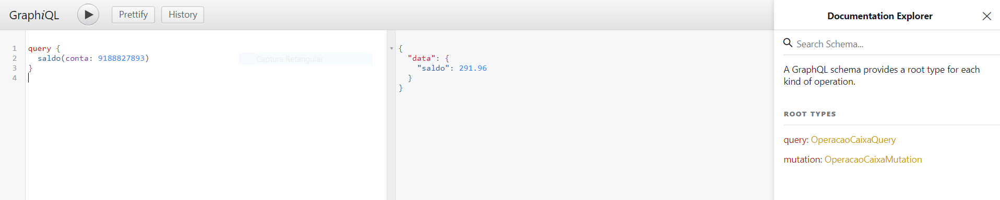 GraphiQL
Prettify
History
1 query {
2 saldo(conta: 9188827893)
3 }
4
Captura Retangular
{
"data": {
"saldo": 291.96
}
}
Documentation Explorer
Search Schema...
A GraphQL schema provides a root type for each
kind of operation.
ROOT TYPES
query: OperacaoCaixaQuery
mutation: OperacaoCaixaMutation